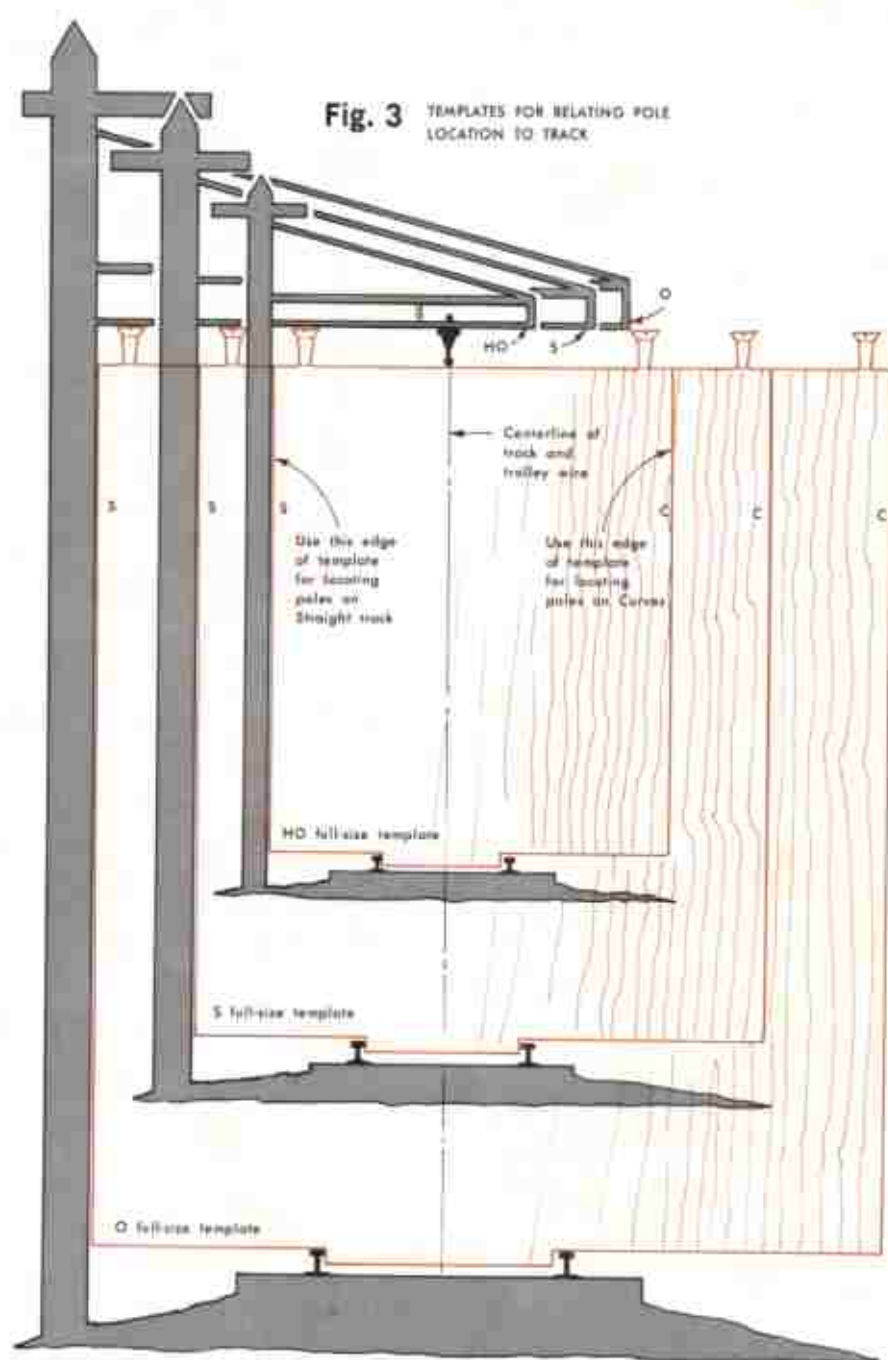 Fig. 3 TEMPLATES FOR RELATING POLE
LOCATION TO TRACK
O
HO
S
Centerline of
track and
trolley wire
S
S
S
C
C
C
Use this edge
of template
for locating
poles on
Straight track
Use this edge
of template
for locating
poles on Curves
HO full-size template
S full-size template
O full-size template